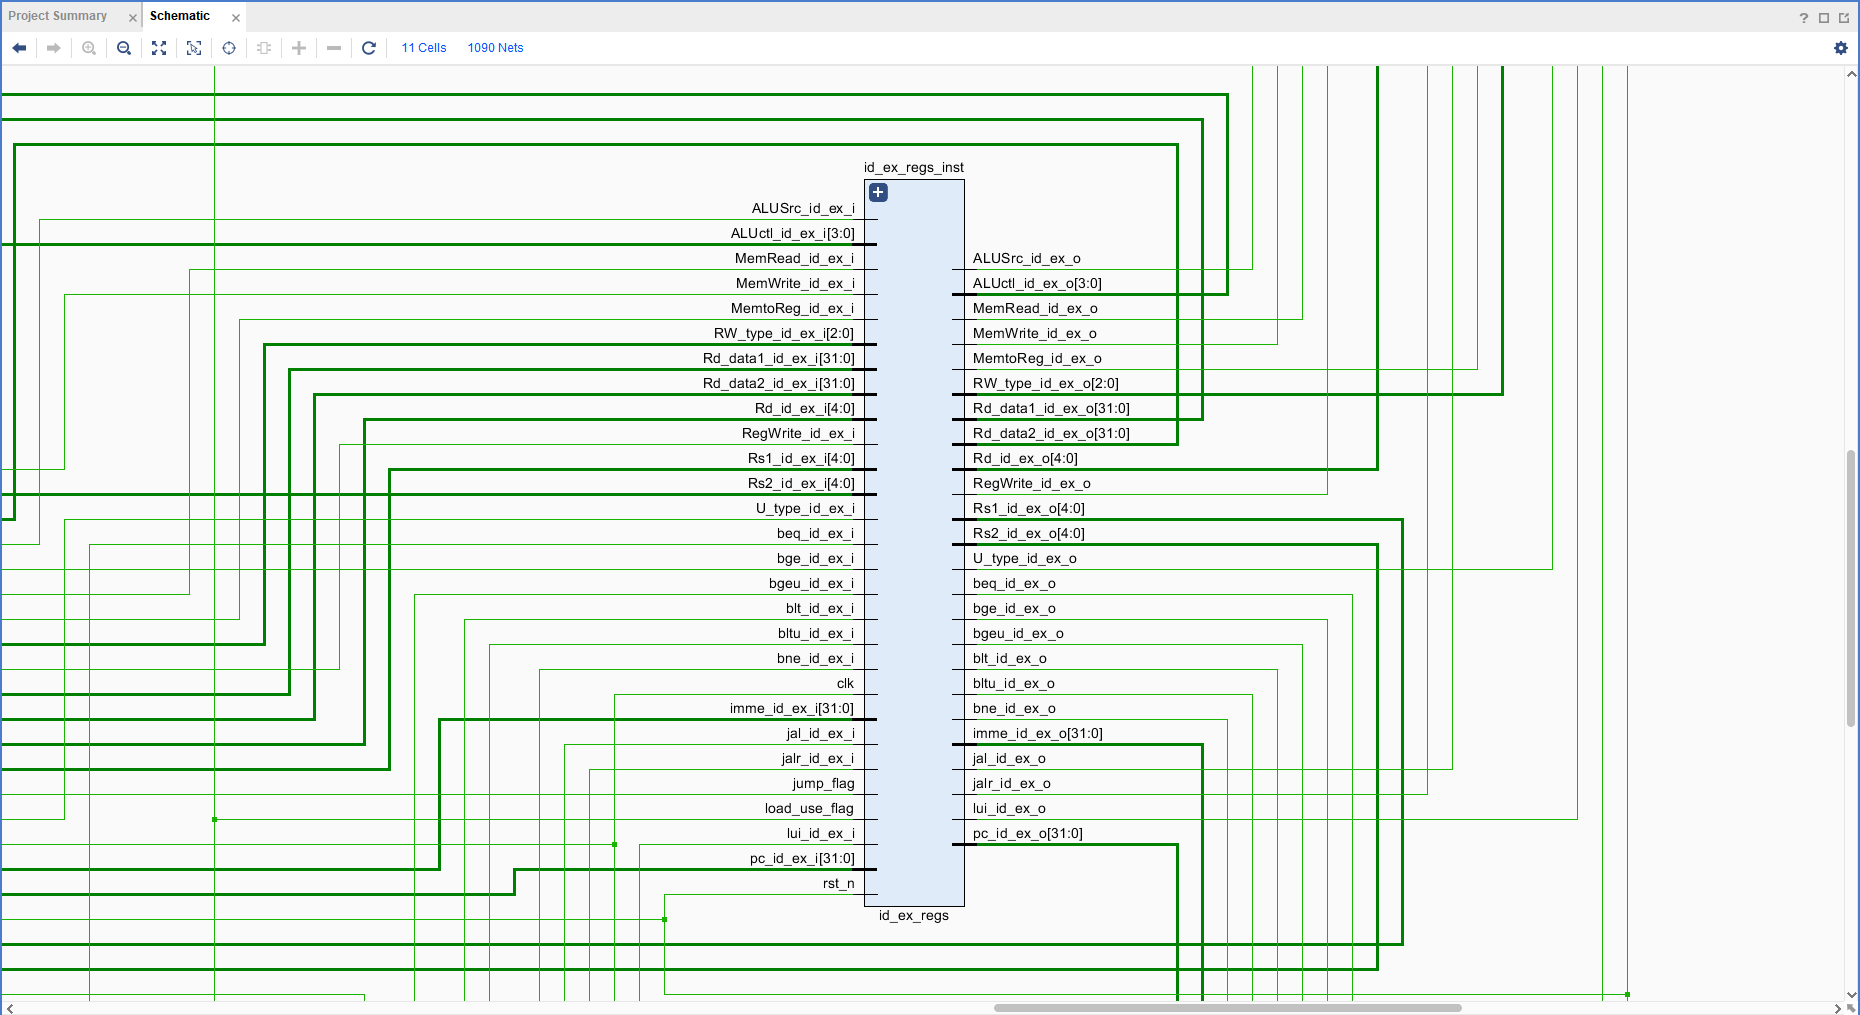 Project Summary
Schematic
11 Cells 1090 Nets
id_ex_regs_inst
ALUSrc_id_ex_i
ALUctl_id_ex_i[3:0]
MemRead_id_ex_i
MemWrite_id_ex_i
MemtoReg_id_ex_i
RW_type_id_ex_i[2:0]
Rd_data1_id_ex_i[31:0]
Rd_data2_id_ex_i[31:0]
Rd_id_ex_i[4:0]
RegWrite_id_ex_i
Rs1_id_ex_i[4:0]
Rs2_id_ex_i[4:0]
U_type_id_ex_i
beq_id_ex_i
bge_id_ex_i
bgeu_id_ex_i
blt_id_ex_i
bltu_id_ex_i
bne_id_ex_i
clk
imme_id_ex_i[31:0]
jal_id_ex_i
jalr_id_ex_i
jump_flag
load_use_flag
lui_id_ex_i
pc_id_ex_i[31:0]
rst_n
ALUSrc_id_ex_o
ALUctl_id_ex_o[3:0]
MemRead_id_ex_o
MemWrite_id_ex_o
MemtoReg_id_ex_o
RW_type_id_ex_o[2:0]
Rd_data1_id_ex_o[31:0]
Rd_data2_id_ex_o[31:0]
Rd_id_ex_o[4:0]
RegWrite_id_ex_o
Rs1_id_ex_o[4:0]
Rs2_id_ex_o[4:0]
U_type_id_ex_o
beq_id_ex_o
bge_id_ex_o
bgeu_id_ex_o
blt_id_ex_o
bltu_id_ex_o
bne_id_ex_o
imme_id_ex_o[31:0]
jal_id_ex_o
jalr_id_ex_o
lui_id_ex_o
pc_id_ex_o[31:0]
id_ex_regs